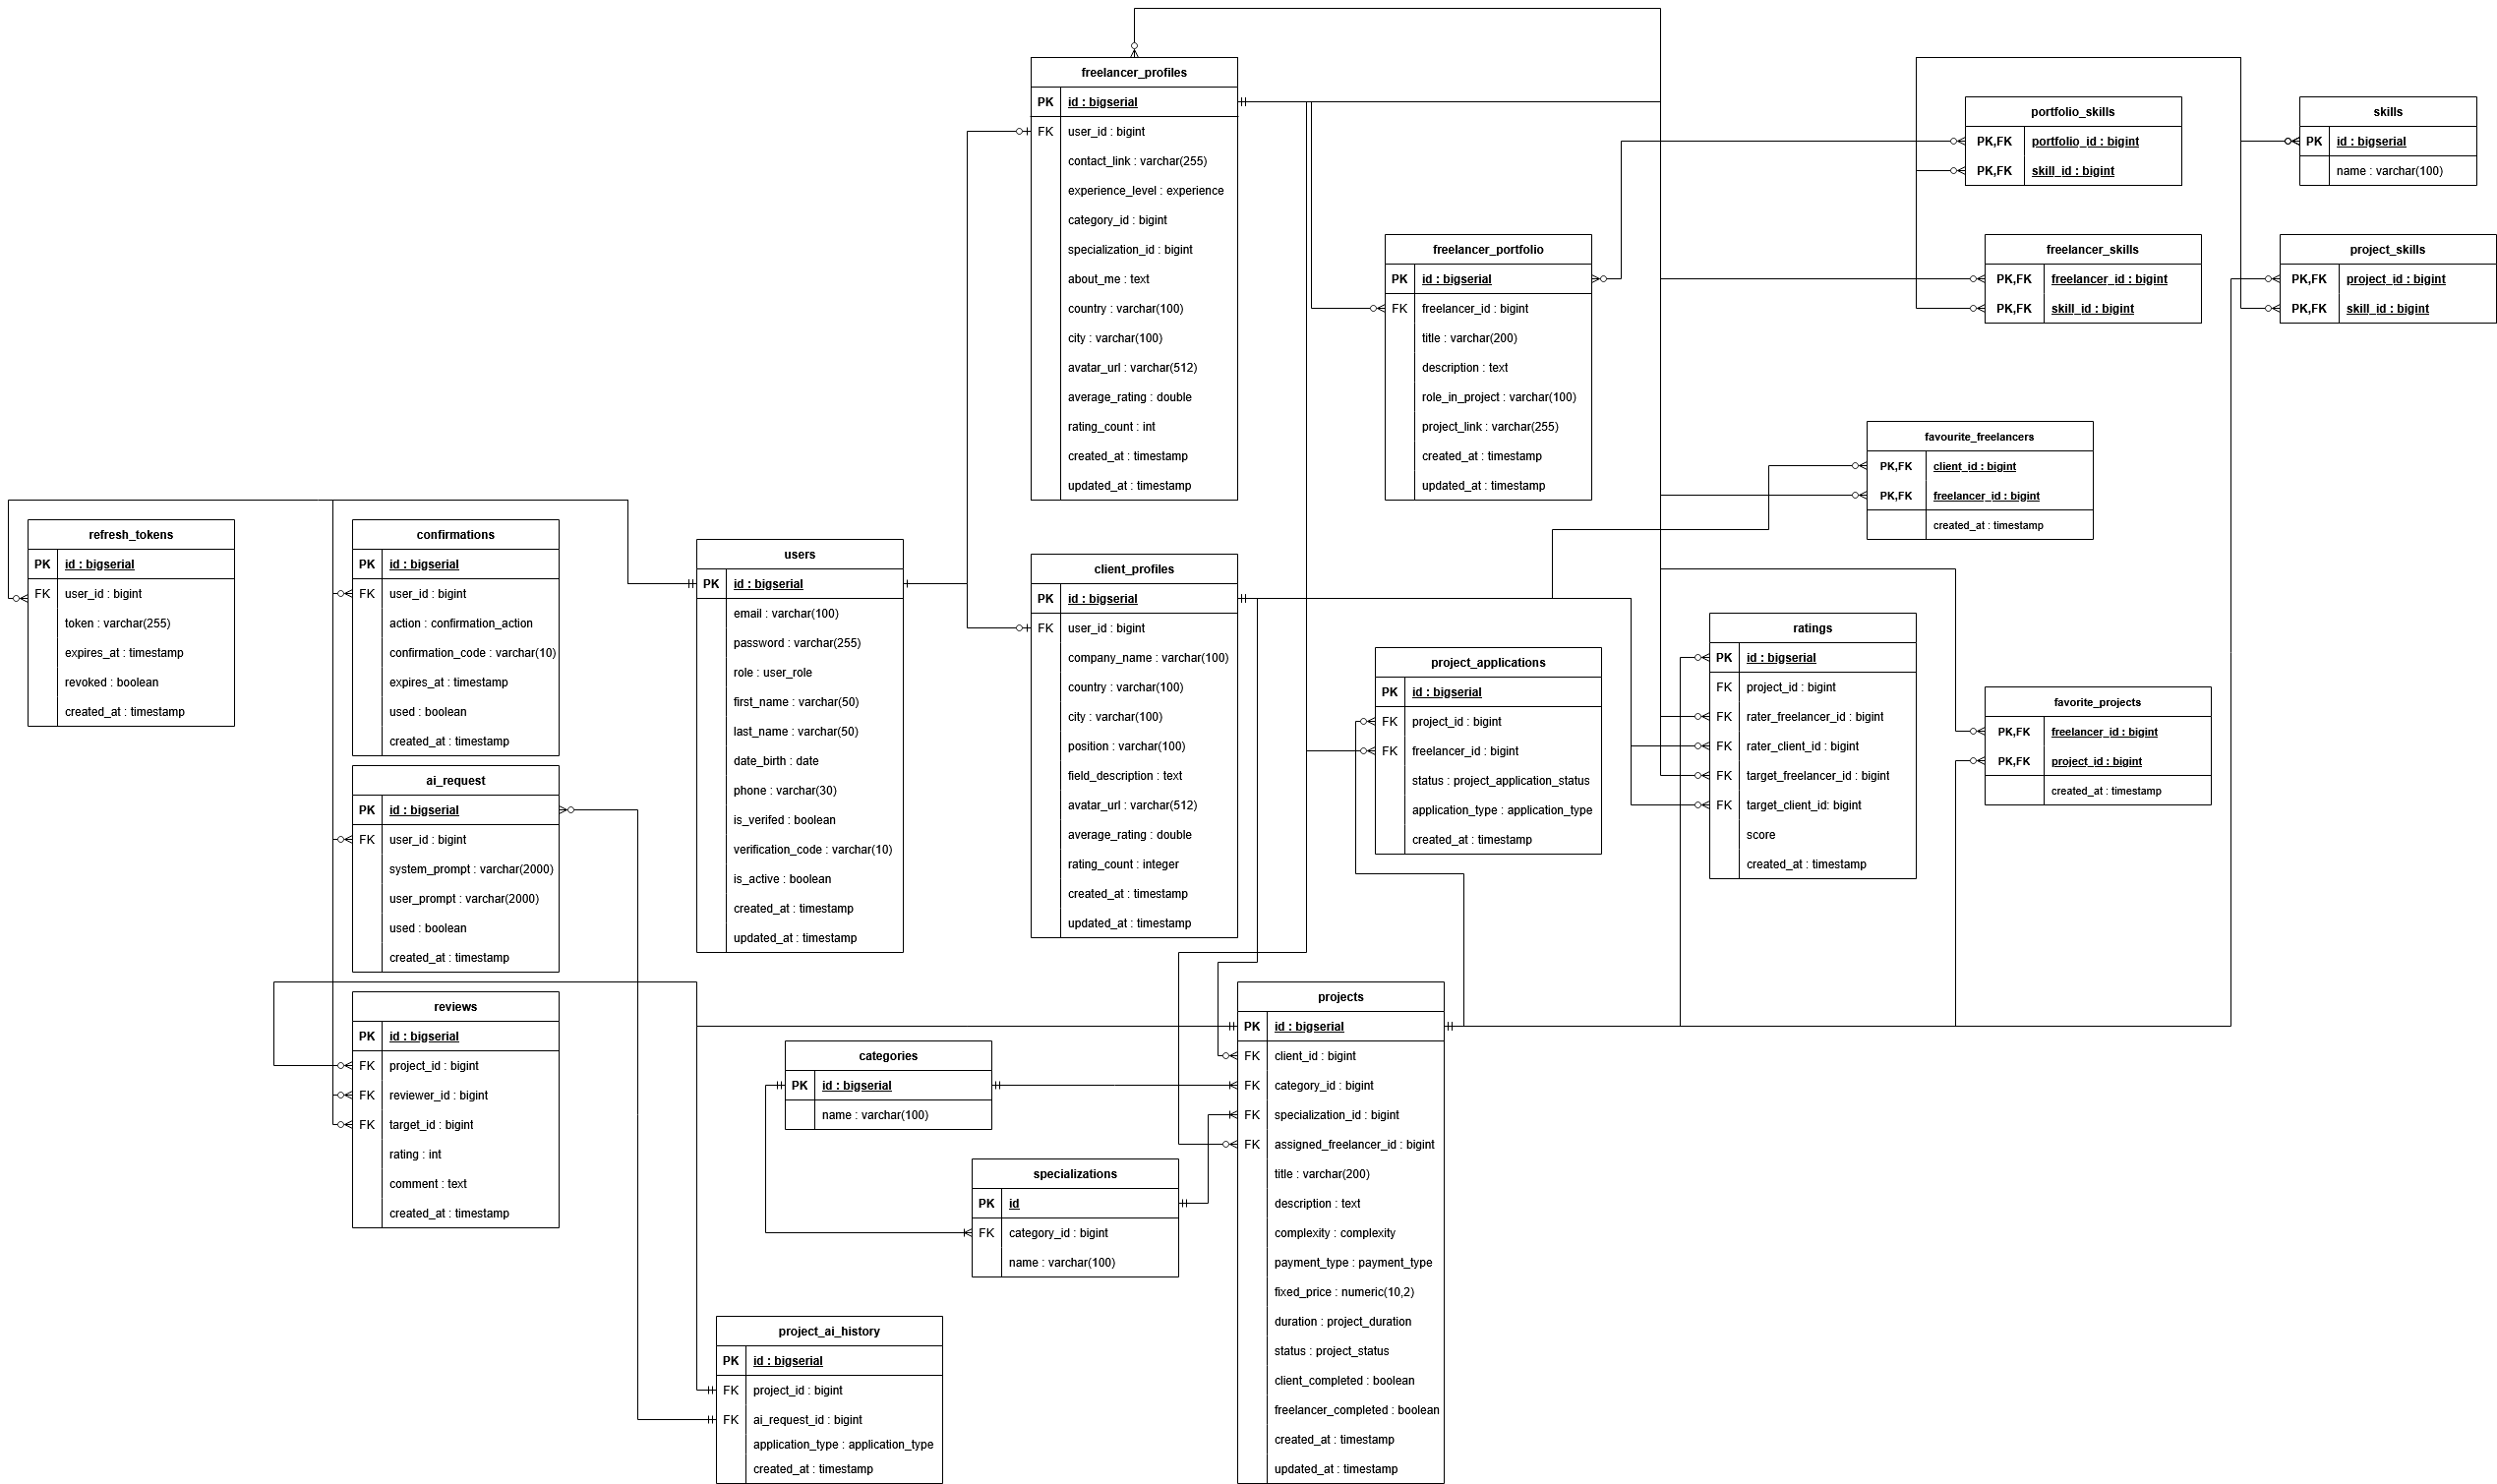 freelancer_profiles
PK id : bigserial
FK user_id : bigint
contact_link : varchar(255)
experience_level : experience
category_id : bigint
specialization_id : bigint
about_me : text
country : varchar(100)
city : varchar(100)
avatar_url : varchar(512)
average_rating : double
rating_count : int
created_at : timestamp
updated_at : timestamp
portfolio_skills
PK,FK portfolio_id : bigint
PK,FK skill_id : bigint
skills
PK id : bigserial
name : varchar(100)
freelancer_portfolio
PK id : bigserial
FK freelancer_id : bigint
title : varchar(200)
description : text
role_in_project : varchar(100)
project_link : varchar(255)
created_at : timestamp
updated_at : timestamp
freelancer_skills
PK,FK freelancer_id : bigint
PK,FK skill_id : bigint
project_skills
PK,FK project_id : bigint
PK,FK skill_id : bigint
favourite_freelancers
PK,FK client_id : bigint
PK,FK freelancer_id : bigint
created_at : timestamp
refresh_tokens
PK id : bigserial
FK user_id : bigint
token : varchar(255)
expires_at : timestamp
revoked : boolean
created_at : timestamp
confirmations
PK id : bigserial
FK user_id : bigint
action : confirmation_action
confirmation_code : varchar(10)
expires_at : timestamp
used : boolean
created_at : timestamp
users
PK id : bigserial
email : varchar(100)
password : varchar(255)
role : user_role
first_name : varchar(50)
last_name : varchar(50)
date_birth : date
phone : varchar(30)
is_verifed : boolean
verification_code : varchar(10)
is_active : boolean
created_at : timestamp
updated_at : timestamp
client_profiles
PK id : bigserial
FK user_id : bigint
company_name : varchar(100)
country : varchar(100)
city : varchar(100)
position : varchar(100)
field_description : text
avatar_url : varchar(512)
average_rating : double
rating_count : integer
created_at : timestamp
updated_at : timestamp
project_applications
PK id : bigserial
FK project_id : bigint
FK freelancer_id : bigint
status : project_application_status
application_type : application_type
created_at : timestamp
ratings
PK id : bigserial
FK project_id : bigint
FK rater_freelancer_id : bigint
FK rater_client_id : bigint
FK target_freelancer_id : bigint
FK target_client_id: bigint
score
created_at : timestamp
favorite_projects
PK,FK freelancer_id : bigint
PK,FK project_id : bigint
created_at : timestamp
ai_request
PK id : bigserial
FK user_id : bigint
system_prompt : varchar(2000)
user_prompt : varchar(2000)
used : boolean
created_at : timestamp
reviews
PK id : bigserial
FK project_id : bigint
FK reviewer_id : bigint
FK target_id : bigint
rating : int
comment : text
created_at : timestamp
categories
PK id : bigserial
name : varchar(100)
specializations
PK id
FK category_id : bigint
name : varchar(100)
projects
PK id : bigserial
FK client_id : bigint
FK category_id : bigint
FK specialization_id : bigint
FK assigned_freelancer_id : bigint
title : varchar(200)
description : text
complexity : complexity
payment_type : payment_type
fixed_price : numeric(10,2)
duration : project_duration
status : project_status
client_completed : boolean
freelancer_completed : boolean
created_at : timestamp
updated_at : timestamp
project_ai_history
PK id : bigserial
FK project_id : bigint
FK ai_request_id : bigint
application_type : application_type
created_at : timestamp